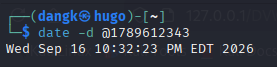 ┌──(dangk㉿hugo)-[~]
└─$ date -d @1789612343
Wed Sep 16 10:32:23 PM EDT 2026